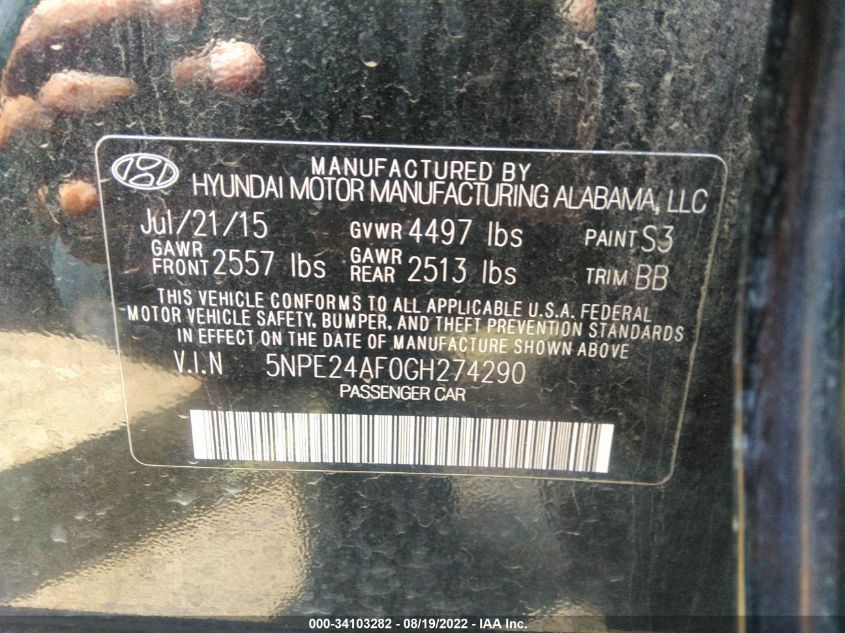 MANUFACTURED BY
HYUNDAI MOTOR MANUFACTURING ALABAMA, LLC
Jul/21/15 GVWR 4497 lbs PAINT S3
GAWR FRONT 2557 lbs GAWR REAR 2513 lbs TRIM BB
THIS VEHICLE CONFORMS TO ALL APPLICABLE U.S.A. FEDERAL
MOTOR VEHICLE SAFETY, BUMPER, AND THEFT PREVENTION STANDARDS
IN EFFECT ON THE DATE OF MANUFACTURE SHOWN ABOVE
V.I.N 5NPE24AF0GH274290
PASSENGER CAR
000-34103282 - 08/19/2022 - IAA Inc.